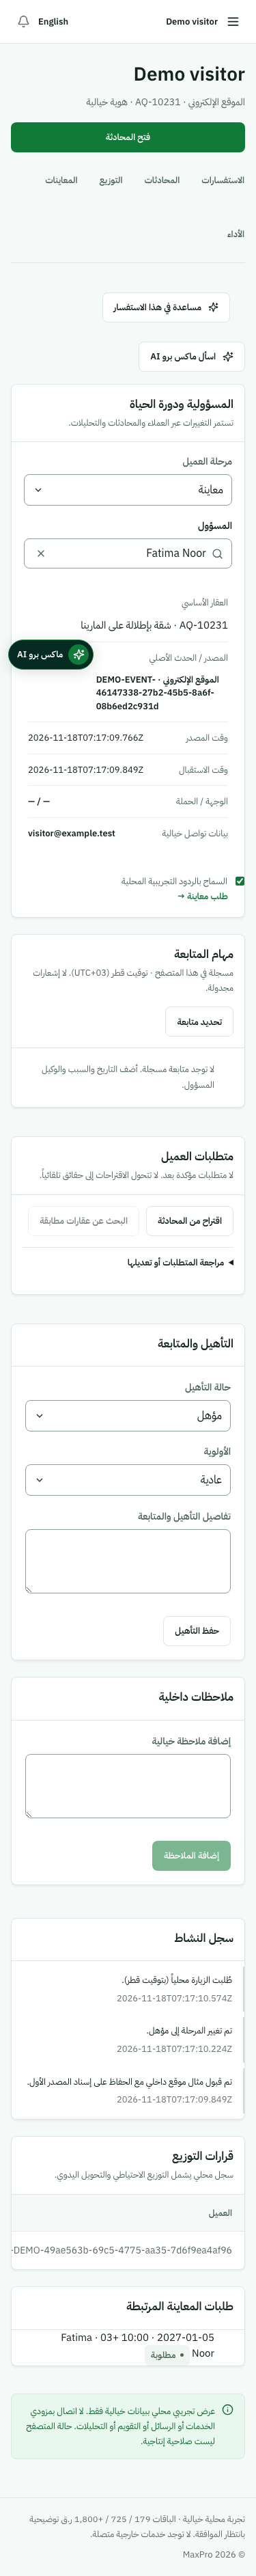 Demo visitor
English
Demo visitor
الموقع الإلكتروني · AQ-10231 · هوية خيالية
فتح المحادثة
الاستفسارات
المحادثات
التوزيع
المعاينات
الأداء
مساعدة في هذا الاستفسار
اسأل ماكس برو AI
المسؤولية ودورة الحياة
تستمر التغييرات عبر العملاء والمحادثات والتحليلات.
مرحلة العميل
معاينة
المسؤول
Fatima Noor
العقار الأساسي
AQ-10231 · شقة بإطلالة على المارينا
المصدر / الحدث الأصلي
الموقع الإلكتروني · DEMO-EVENT-
46147338-27b2-45b5-8a6f-
08b6ed2c931d
ماكس برو AI
وقت المصدر
2026-11-18T07:17:09.766Z
وقت الاستقبال
2026-11-18T07:17:09.849Z
الوجهة / الحملة
— / —
بيانات تواصل خيالية
visitor@example.test
السماح بالردود التجريبية المحلية
طلب معاينة →
مهام المتابعة
مسجلة في هذا المتصفح · توقيت قطر (UTC+03). لا إشعارات
مجدولة.
تحديد متابعة
لا توجد متابعة مسجلة. أضف التاريخ والسبب والوكيل
المسؤول.
متطلبات العميل
لا متطلبات مؤكدة بعد. لا تتحول الاقتراحات إلى حقائق تلقائياً.
اقتراح من المحادثة
البحث عن عقارات مطابقة
مراجعة المتطلبات أو تعديلها
التأهيل والمتابعة
حالة التأهيل
مؤهل
الأولوية
عادية
تفاصيل التأهيل والمتابعة
حفظ التأهيل
ملاحظات داخلية
إضافة ملاحظة خيالية
إضافة الملاحظة
سجل النشاط
طُلبت الزيارة محلياً (بتوقيت قطر).
2026-11-18T07:17:10.574Z
تم تغيير المرحلة إلى مؤهل.
2026-11-18T07:17:10.224Z
تم قبول مثال موقع داخلي مع الحفاظ على إسناد المصدر الأول.
2026-11-18T07:17:09.849Z
قرارات التوزيع
سجل محلي يشمل التوزيع الاحتياطي والتحويل اليدوي.
العميل
DEMO-49ae563b-69c5-4775-aa35-7d6f9ea4af96
طلبات المعاينة المرتبطة
2027-01-05 · 10:00 +03 · Fatima
Noor • مطلوبة
عرض تجريبي محلي ببيانات خيالية فقط. لا اتصال بمزودي
الخدمات أو الرسائل أو التقويم أو التحليلات. حالة المتصفح
ليست صلاحية إنتاجية.
تجربة محلية خيالية · الباقات 179 / 725 / +1,800 ر.ق توضيحية
بانتظار الموافقة. لا توجد خدمات خارجية متصلة.
© 2026 MaxPro